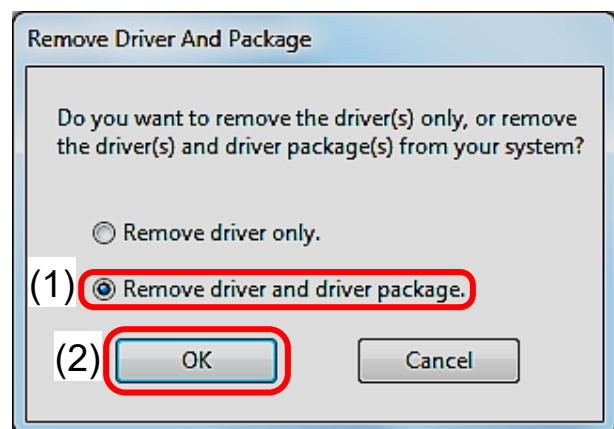 Remove Driver And Package
Do you want to remove the driver(s) only, or remove
the driver(s) and driver package(s) from your system?
Remove driver only.
(1) Remove driver and driver package.
(2) OK Cancel